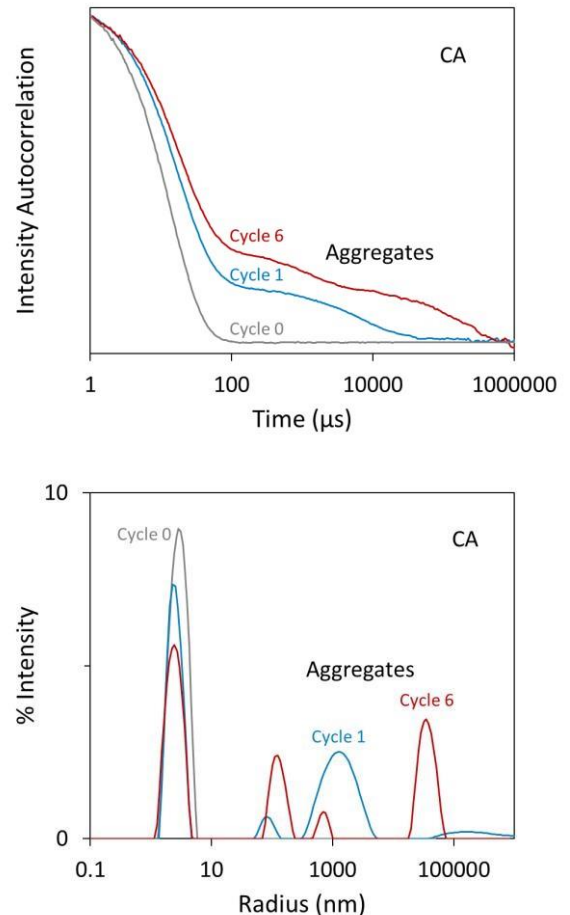 CA
Intensity Autocorrelation
Cycle 6
Aggregates
Cycle 1
Cycle 0
1 100 10000 1000000
Time (µs)
10
Cycle 0
CA
% Intensity
Aggregates
Cycle 6
Cycle 1
0
0.1 10 1000 100000
Radius (nm)